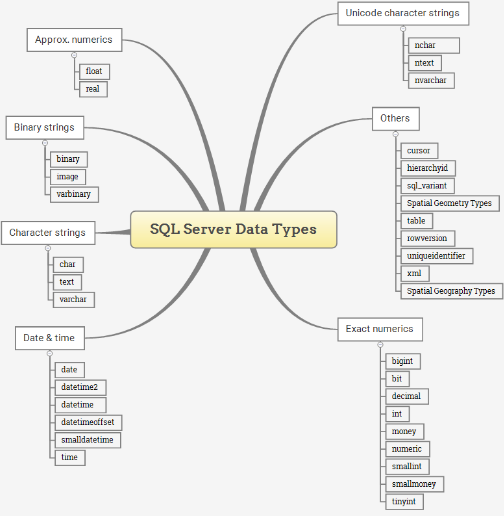 SQL Server Data Types
Approx. numerics
float
real
Binary strings
binary
image
varbinary
Character strings
char
text
varchar
Date & time
date
datetime2
datetime
datetimeoffset
smalldatetime
time
Unicode character strings
nchar
ntext
nvarchar
Others
cursor
hierarchyid
sql_variant
Spatial Geometry Types
table
rowversion
uniqueidentifier
xml
Spatial Geography Types
Exact numerics
bigint
bit
decimal
int
money
numeric
smallint
smallmoney
tinyint